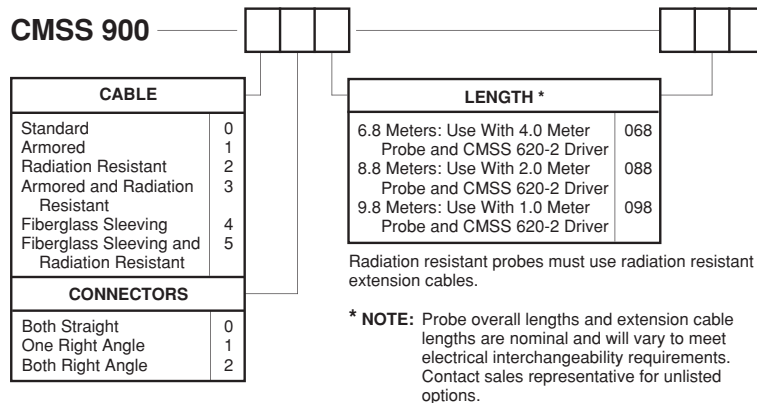 CMSS 900
CABLE
Standard 0
Armored 1
Radiation Resistant 2
Armored and Radiation 3
Resistant
Fiberglass Sleeving 4
Fiberglass Sleeving and 5
Radiation Resistant
CONNECTORS
Both Straight 0
One Right Angle 1
Both Right Angle 2
LENGTH *
6.8 Meters: Use With 4.0 Meter 068
Probe and CMSS 620-2 Driver
8.8 Meters: Use With 2.0 Meter 088
Probe and CMSS 620-2 Driver
9.8 Meters: Use With 1.0 Meter 098
Probe and CMSS 620-2 Driver
Radiation resistant probes must use radiation resistant
extension cables.
* NOTE: Probe overall lengths and extension cable
lengths are nominal and will vary to meet
electrical interchangeability requirements.
Contact sales representative for unlisted
options.